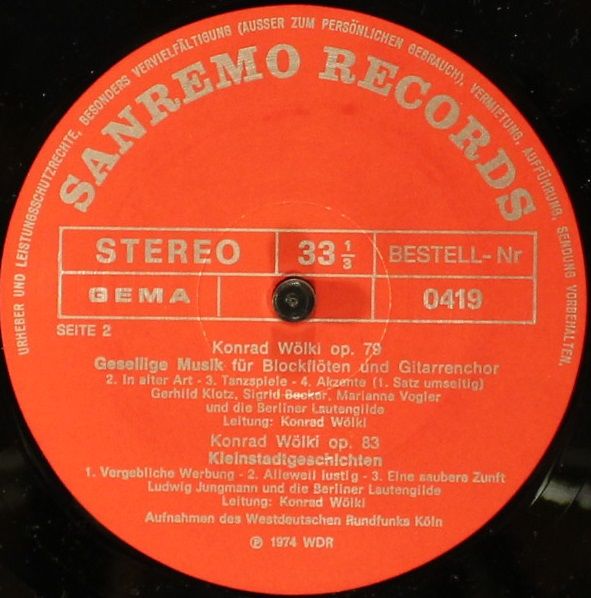 URHEBER UND LEISTUNGSSCHUTZRECHTE, BESONDERS VERVIELFÄLTIGUNG (AUSSER ZUM PERSÖNLICHEN GEBRAUCH), VERMIETUNG, AUFFÜHRUNG, SENDUNG VORBEHALTEN.
SANREMO RECORDS
STEREO 33 1/3 BESTELL-Nr
GEMA 0419
SEITE 2
Konrad Wölki op. 79
Gesellige Musik für Blockflöten und Gitarrenchor
2. In alter Art - 3. Tanzspiele - 4. Akzente (1. Satz umseitig)
Gerhild Klotz, Sigrid Becker, Marianne Vogler
und die Berliner Lautengilde
Leitung: Konrad Wölki
Konrad Wölki op. 83
Kleinstadtgeschichten
1. Vergebliche Werbung - 2. Alleweil lustig - 3. Eine saubere Zunft
Ludwig Jungmann und die Berliner Lautengilde
Leitung: Konrad Wölki
Aufnahmen des Westdeutschen Rundfunks Köln
℗ 1974 WDR